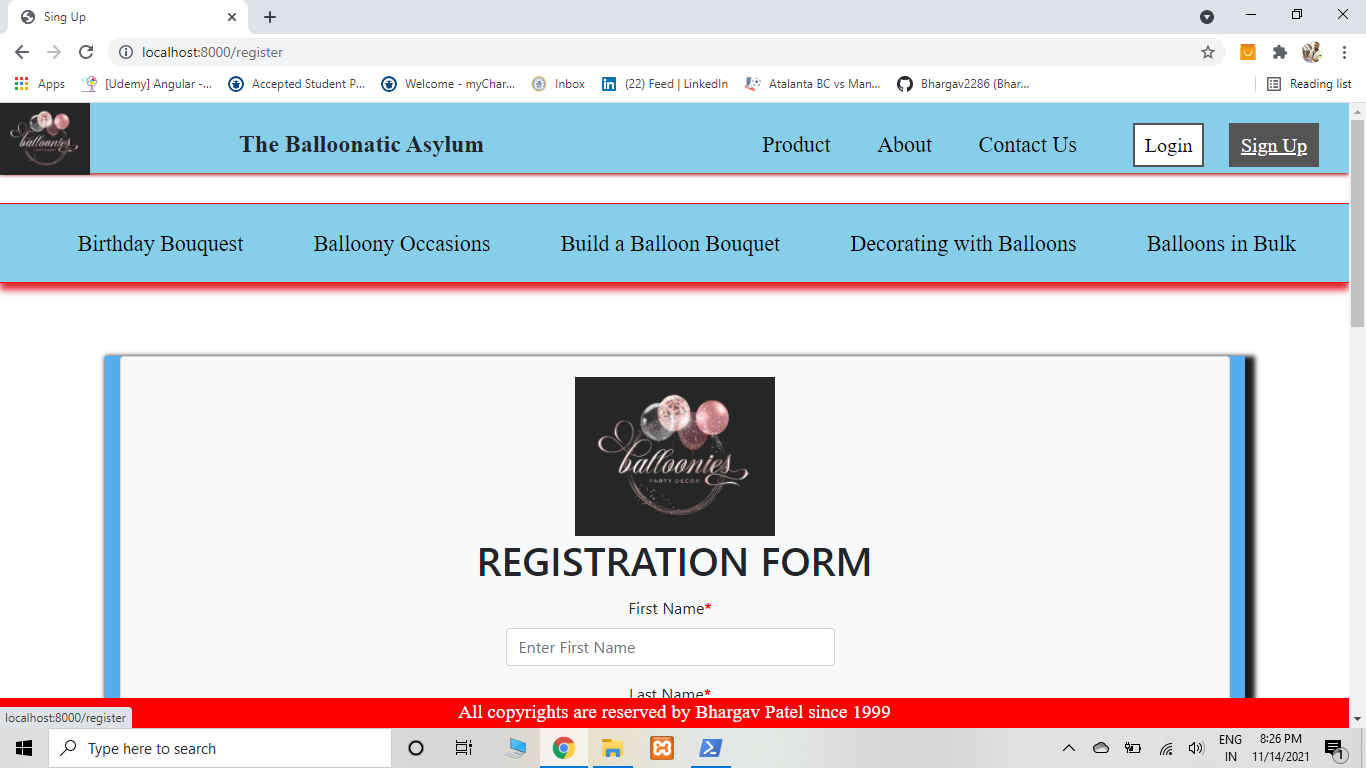 Sing Up
localhost:8000/register
Apps [Udemy] Angular -... Accepted Student P... Welcome - myChar... Inbox (22) Feed | LinkedIn Atalanta BC vs Man... Bhargav2286 (Bhar... Reading list
balloonies The Balloonatic Asylum Product About Contact Us Login Sign Up
Birthday Bouquest Balloony Occasions Build a Balloon Bouquet Decorating with Balloons Balloons in Bulk
balloonies
PARTY DECOR
REGISTRATION FORM
First Name*
Enter First Name
Last Name*
All copyrights are reserved by Bhargav Patel since 1999
localhost:8000/register
Type here to search
ENG
IN
8:26 PM
11/14/2021
1